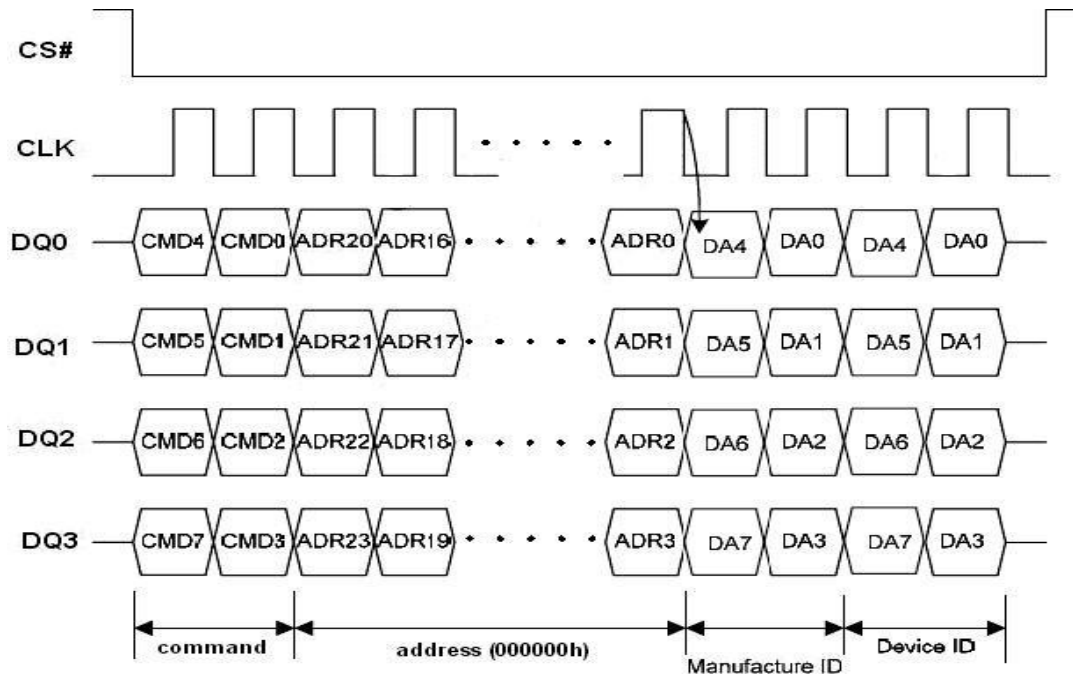 CS#
CLK
DQ0 CMD4 CMD0 ADR20 ADR16 ADR0 DA4 DA0 DA4 DA0
DQ1 CMD5 CMD1 ADR21 ADR17 ADR1 DA5 DA1 DA5 DA1
DQ2 CMD6 CMD2 ADR22 ADR18 ADR2 DA6 DA2 DA6 DA2
DQ3 CMD7 CMD3 ADR23 ADR19 ADR3 DA7 DA3 DA7 DA3
command address (000000h) Manufacture ID Device ID